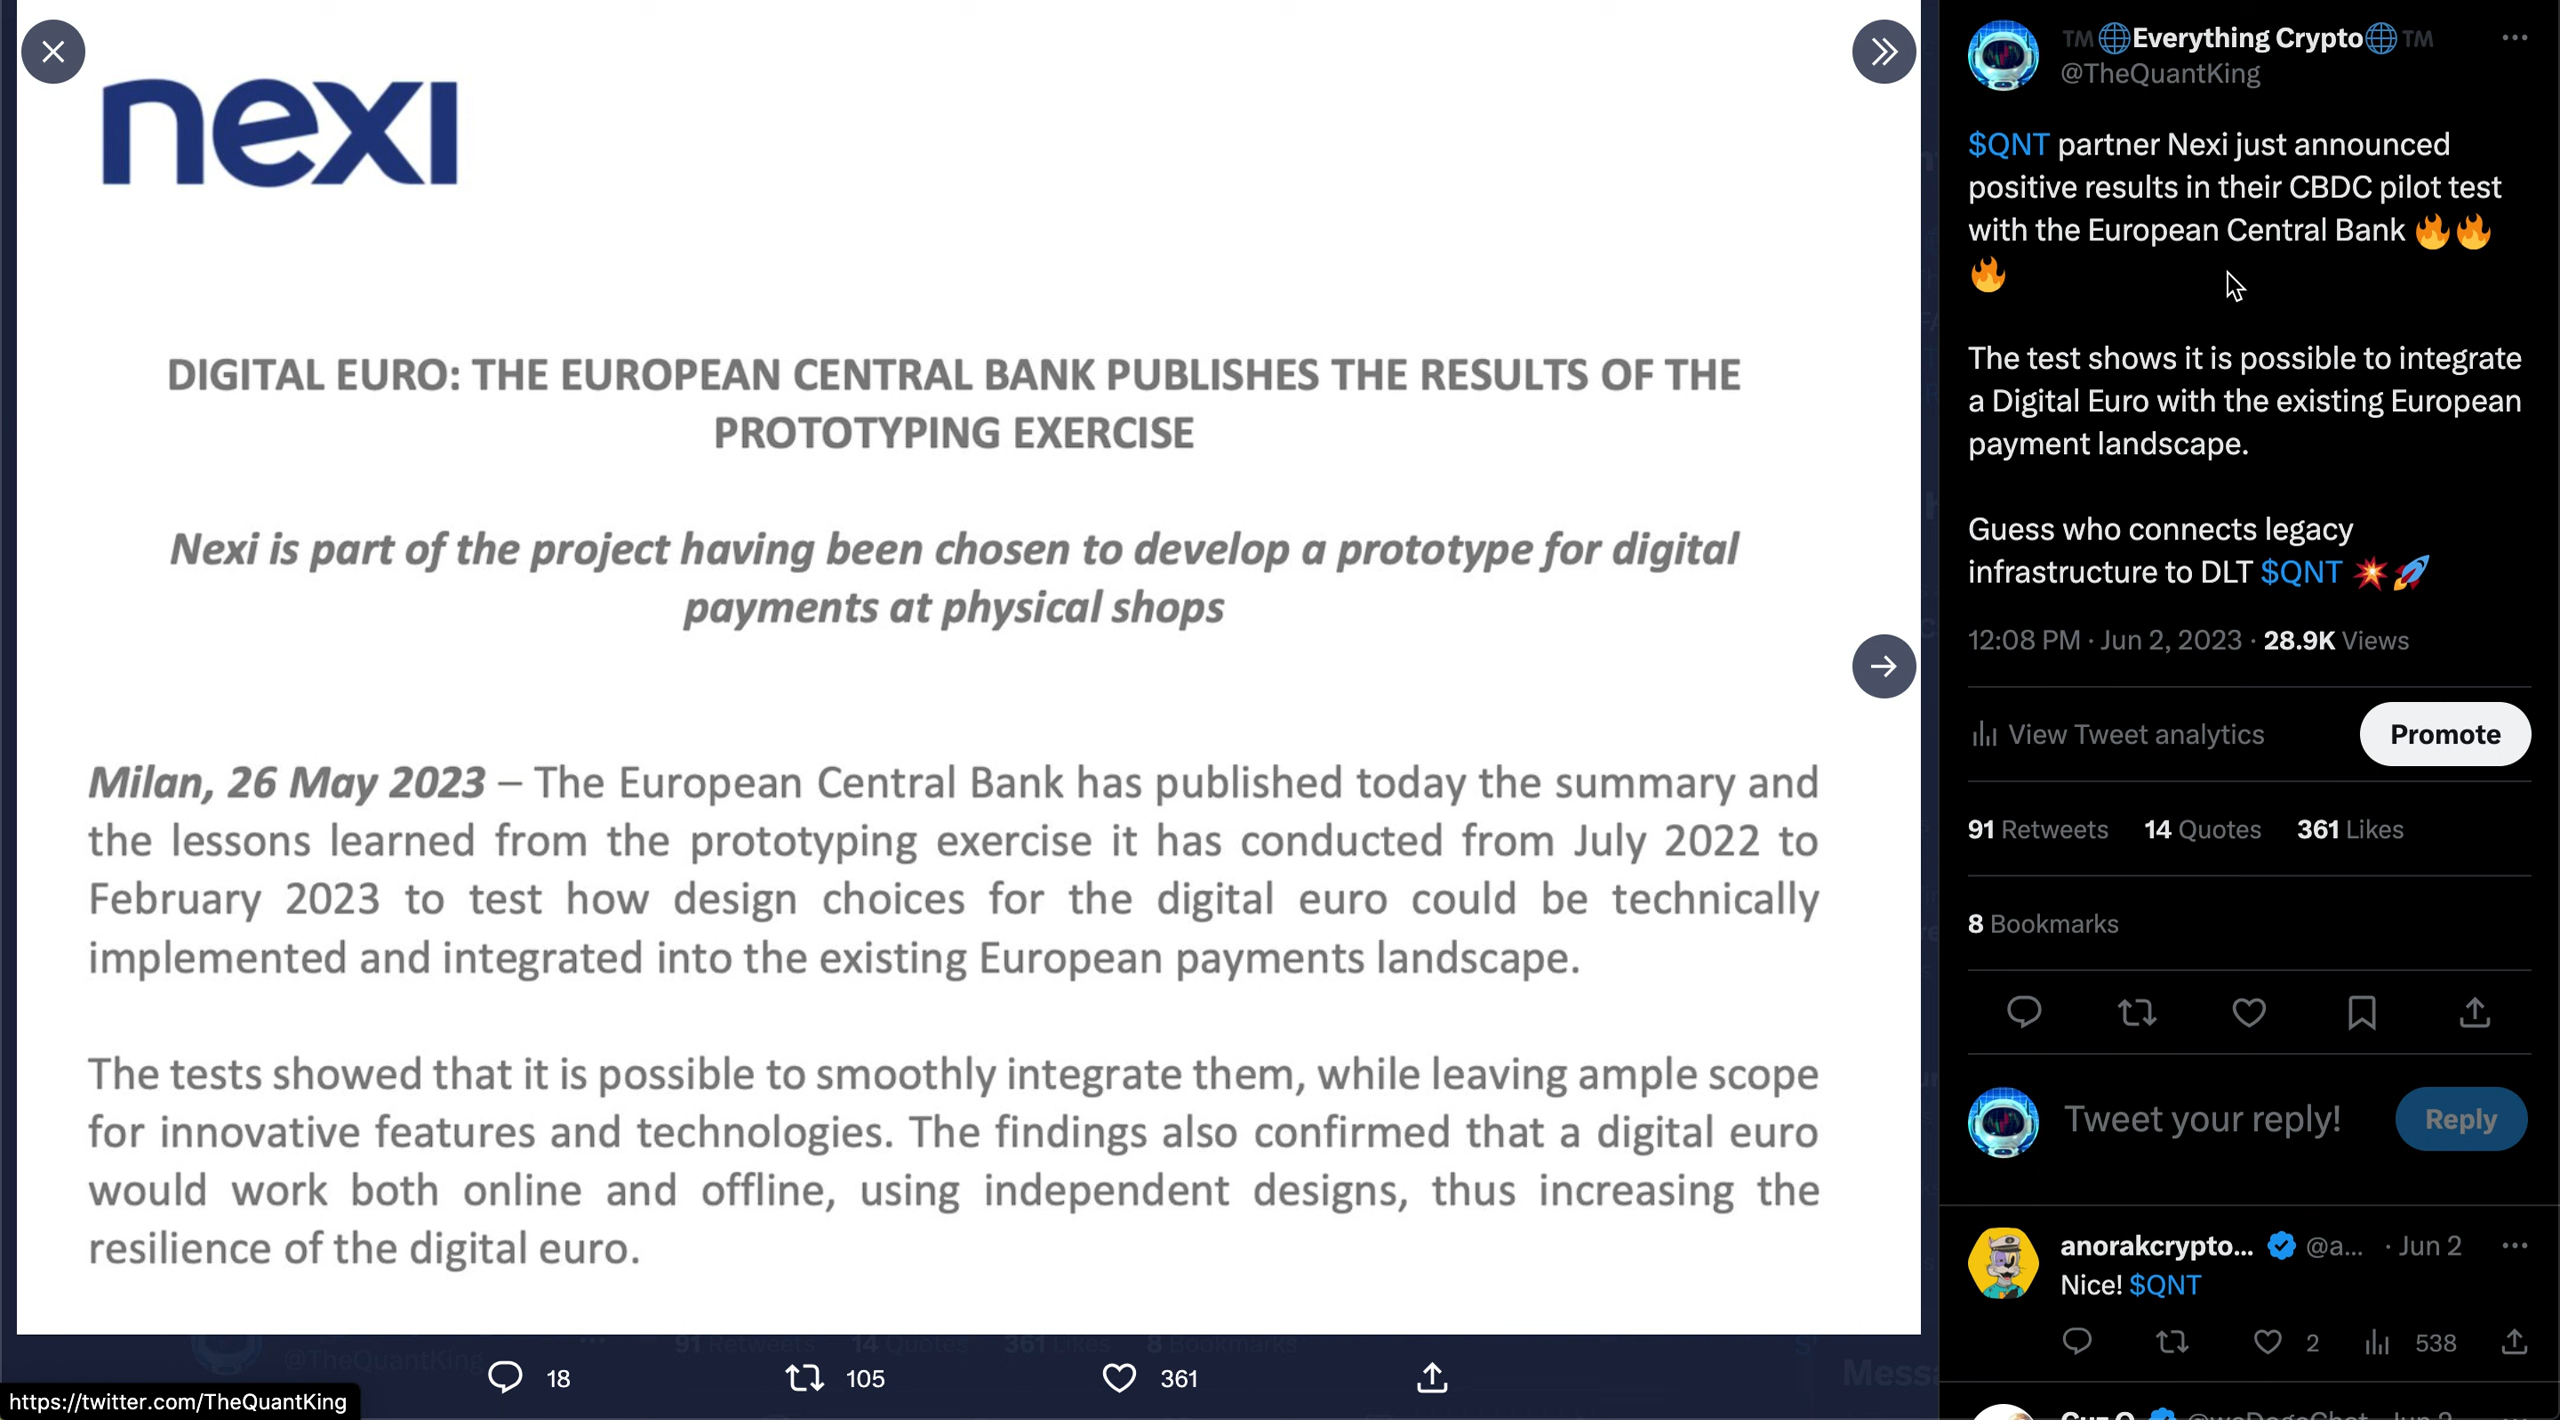 nexi
DIGITAL EURO: THE EUROPEAN CENTRAL BANK PUBLISHES THE RESULTS OF THE
PROTOTYPING EXERCISE
Nexi is part of the project having been chosen to develop a prototype for digital
payments at physical shops
Milan, 26 May 2023 – The European Central Bank has published today the summary and
the lessons learned from the prototyping exercise it has conducted from July 2022 to
February 2023 to test how design choices for the digital euro could be technically
implemented and integrated into the existing European payments landscape.
The tests showed that it is possible to smoothly integrate them, while leaving ample scope
for innovative features and technologies. The findings also confirmed that a digital euro
would work both online and offline, using independent designs, thus increasing the
resilience of the digital euro.
91 Retweets 14 Quotes 361 Likes 8 Bookmarks
@TheQuantKing
18 105 361
https://twitter.com/TheQuantKing
™🌐Everything Crypto🌐™
@TheQuantKing
$QNT partner Nexi just announced
positive results in their CBDC pilot test
with the European Central Bank 🔥🔥
🔥
The test shows it is possible to integrate
a Digital Euro with the existing European
payment landscape.
Guess who connects legacy
infrastructure to DLT $QNT 💥🚀
12:08 PM · Jun 2, 2023 · 28.9K Views
View Tweet analytics
Promote
91 Retweets 14 Quotes 361 Likes
8 Bookmarks
Tweet your reply!
Reply
anorakcrypto... @a... · Jun 2
Nice! $QNT
2 538